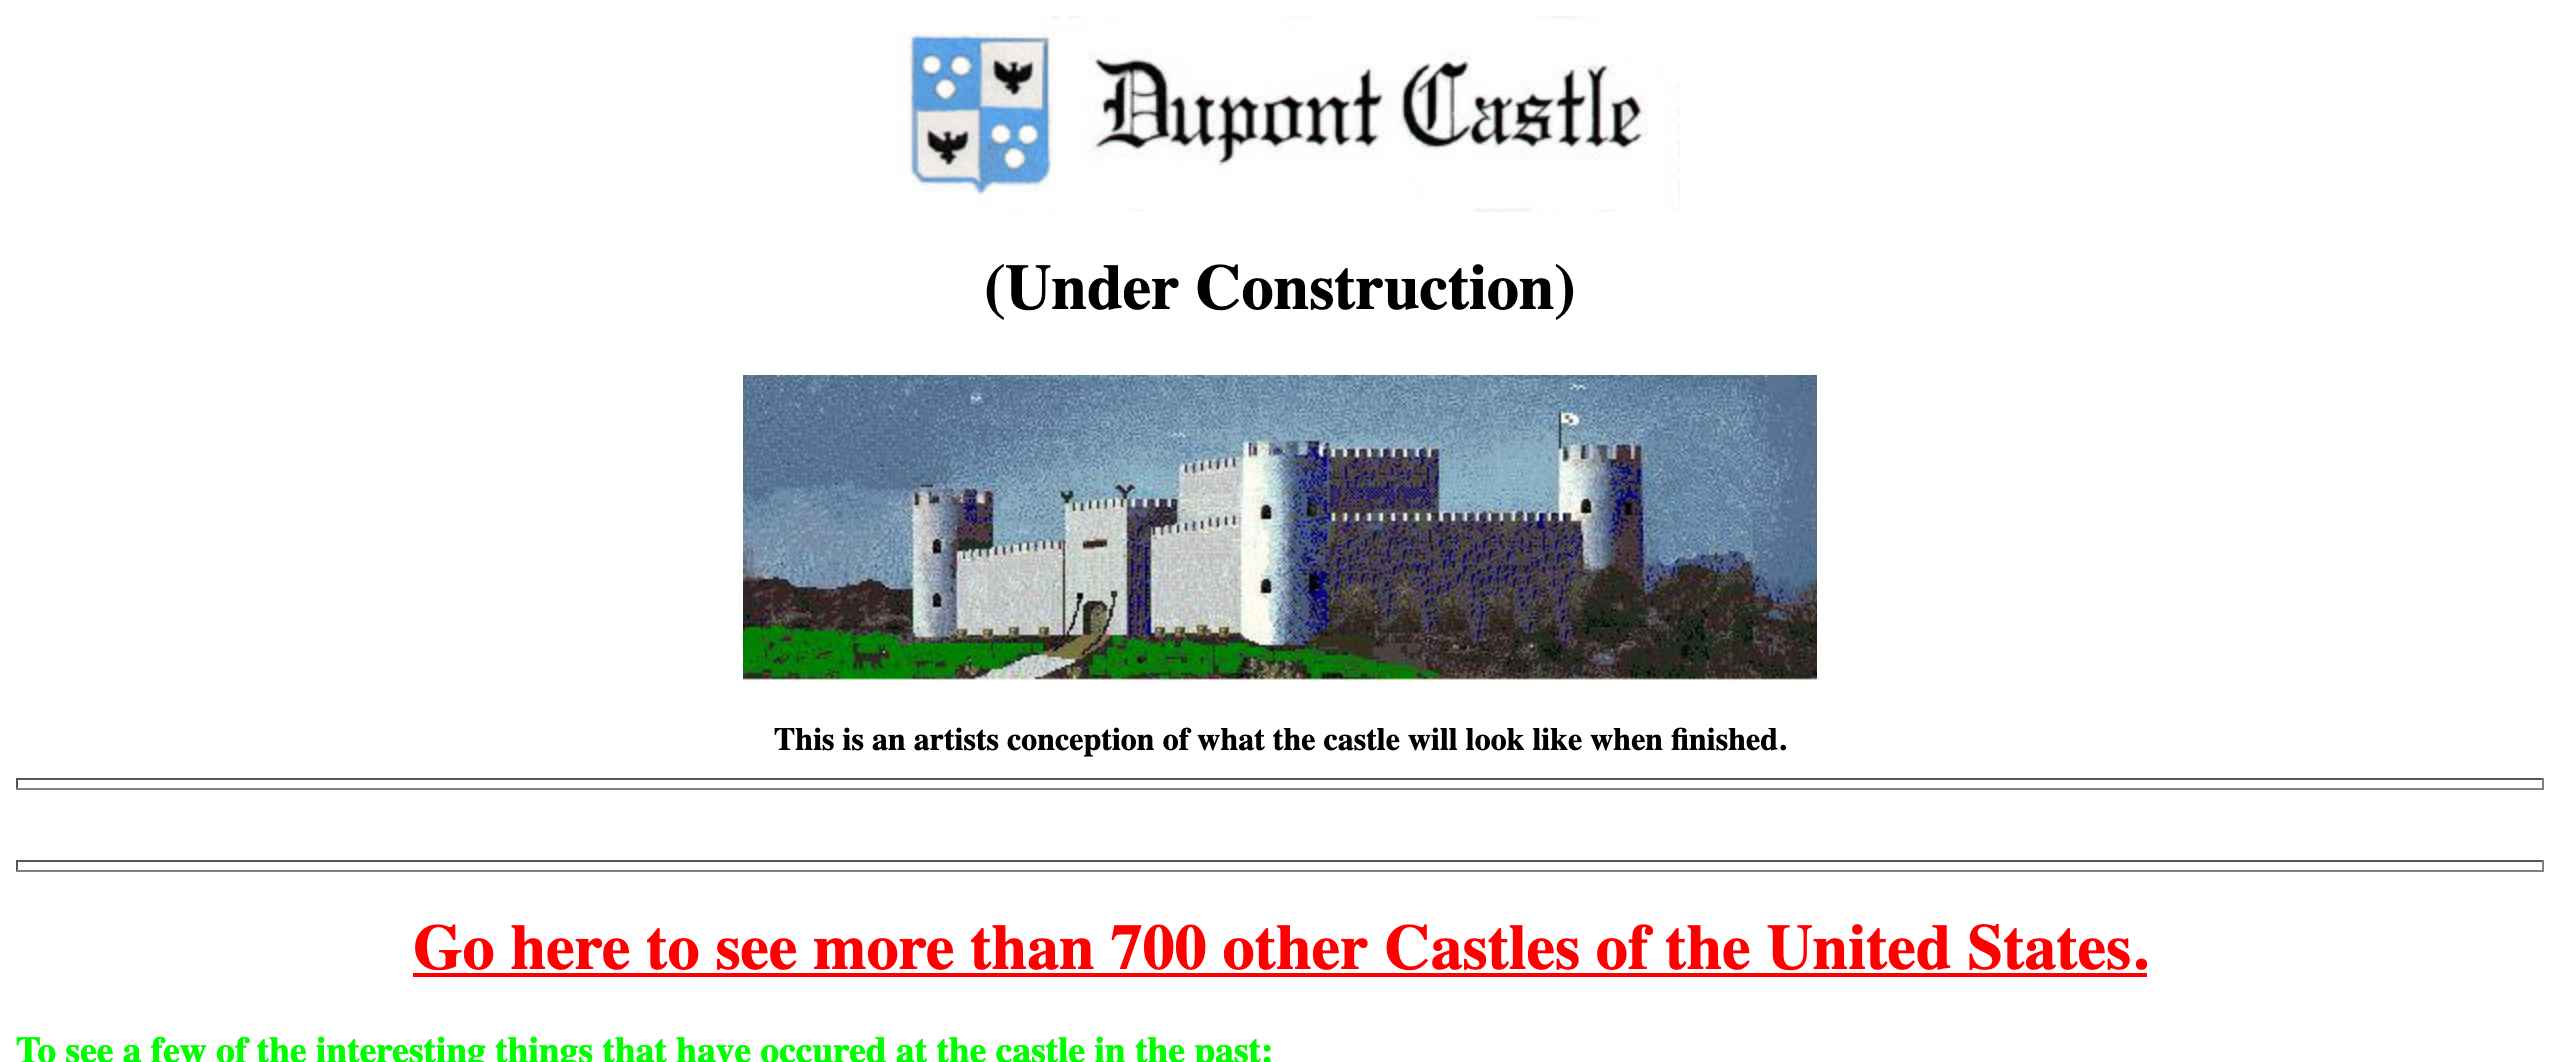 Dupont Castle
(Under Construction)
This is an artists conception of what the castle will look like when finished.
Go here to see more than 700 other Castles of the United States.
To see a few of the interesting things that have occured at the castle in the past: